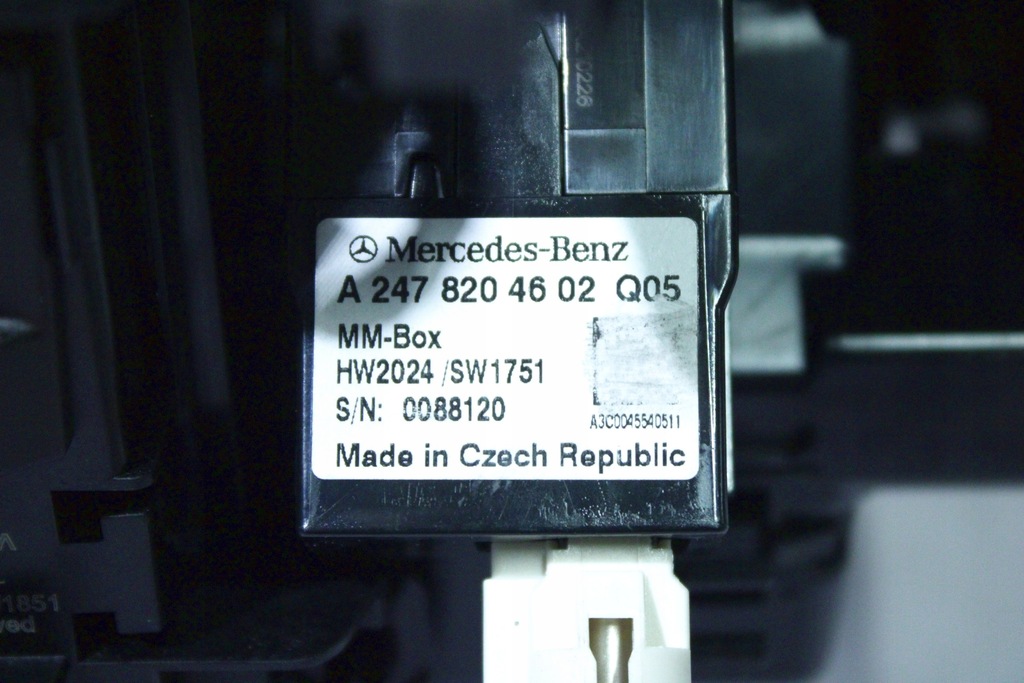 0226
Mercedes-Benz
A 247 820 46 02 Q05
MM-Box
HW2024 /SW1751
S/N: 0088120
A3C0045540511
Made in Czech Republic
1851